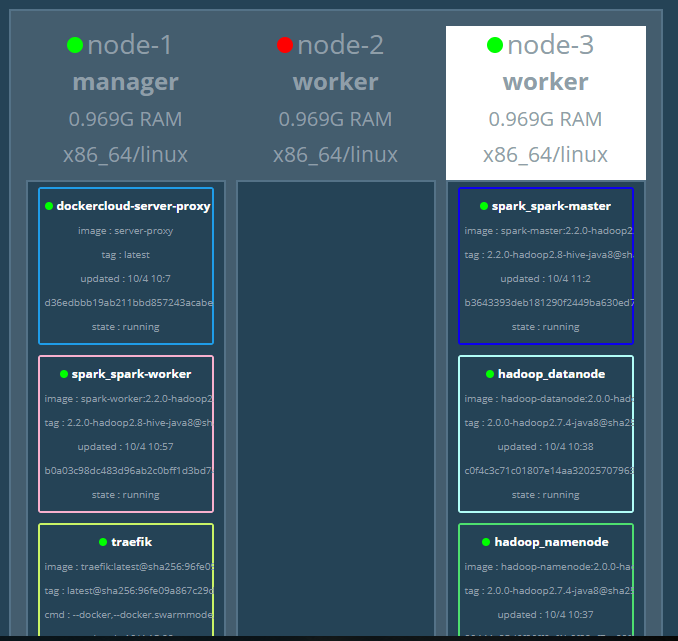 node-1
manager
0.969G RAM
x86_64/linux
dockercloud-server-proxy
image : server-proxy
tag : latest
updated : 10/4 10:7
d36edbbb19ab211bbd857243acabe
state : running
spark_spark-worker
image : spark-worker:2.2.0-hadoop2
tag : 2.2.0-hadoop2.8-hive-java8@sh
updated : 10/4 10:57
b0a03c98dc483d96ab2c0bff1d3bd7
state : running
traefik
image : traefik:latest@sha256:96fe0
tag : latest@sha256:96fe09a867c29
cmd : --docker,--docker.swarmmode
node-2
worker
0.969G RAM
x86_64/linux
node-3
worker
0.969G RAM
x86_64/linux
spark_spark-master
image : spark-master:2.2.0-hadoop2
tag : 2.2.0-hadoop2.8-hive-java8@sh
updated : 10/4 11:2
b3643393deb181290f2449ba630ed7
state : running
hadoop_datanode
image : hadoop-datanode:2.0.0-had
tag : 2.0.0-hadoop2.7.4-java8@sha25
updated : 10/4 10:38
c0f4c3c71c01807e14aa3202570796
state : running
hadoop_namenode
image : hadoop-namenode:2.0.0-ha
tag : 2.0.0-hadoop2.7.4-java8@sha25
updated : 10/4 10:37